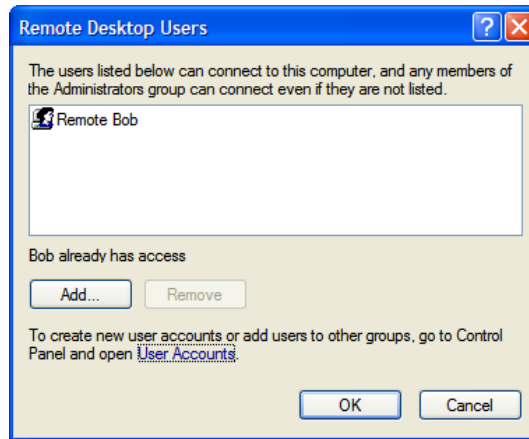 Remote Desktop Users
The users listed below can connect to this computer, and any members of
the Administrators group can connect even if they are not listed.
Remote Bob
Bob already has access
Add...
Remove
To create new user accounts or add users to other groups, go to Control
Panel and open User Accounts.
OK
Cancel